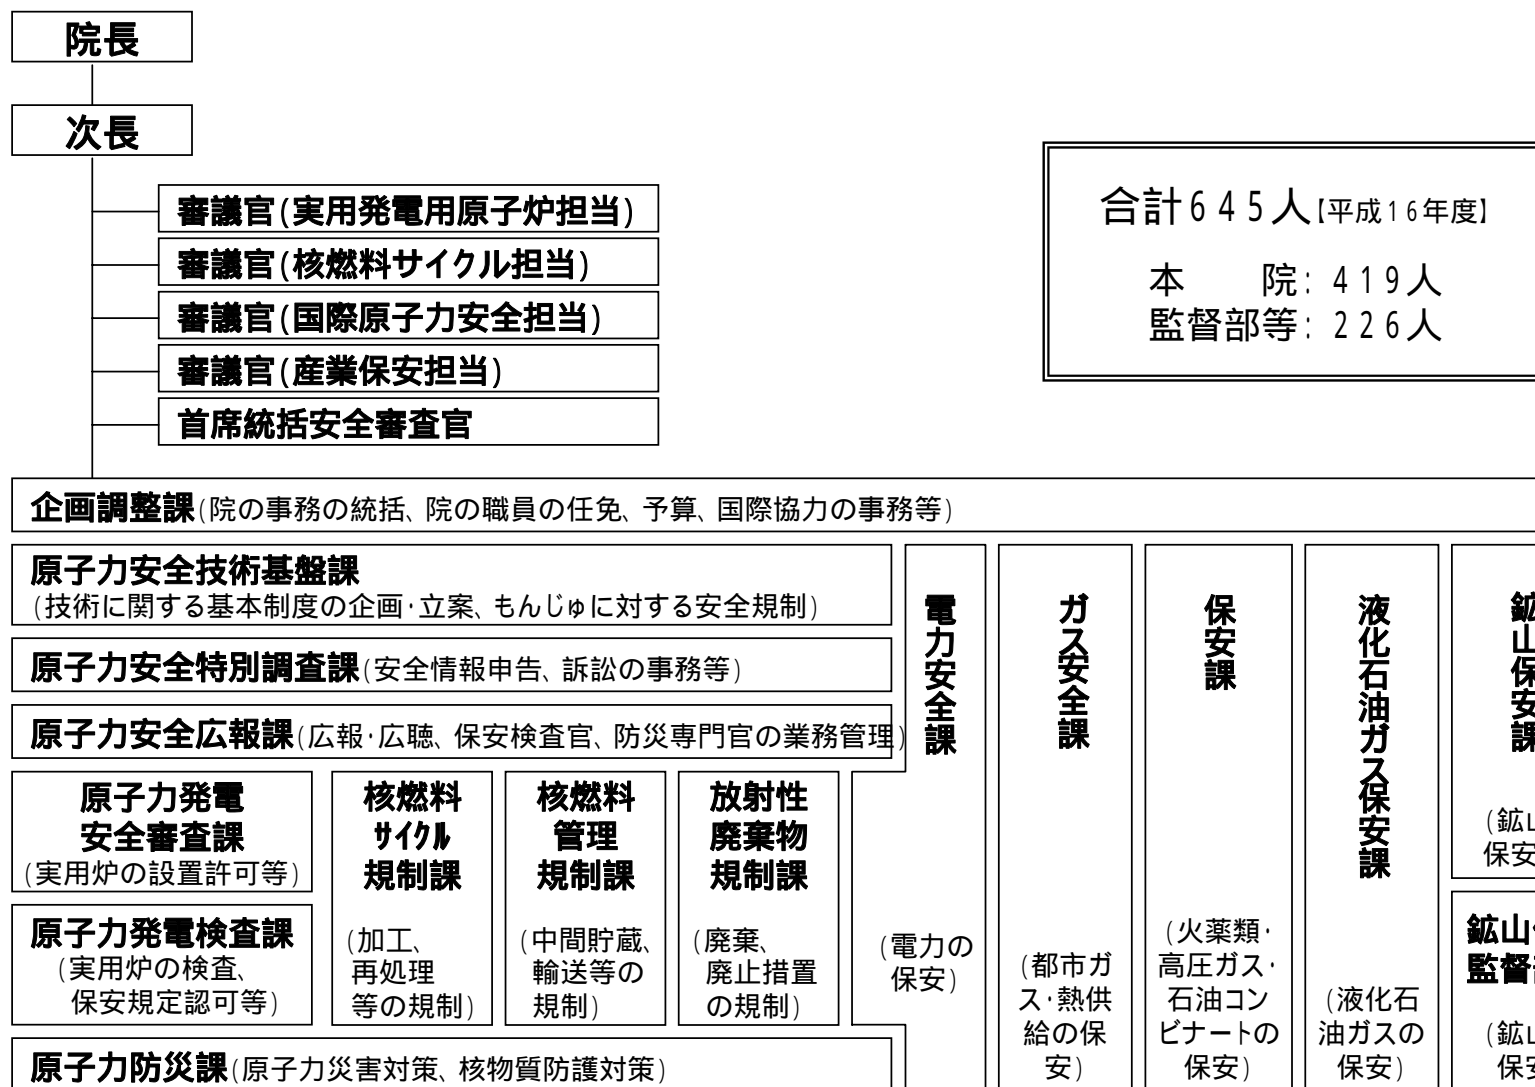 院長
次長
審議官(実用発電用原子炉担当)
審議官(核燃料サイクル担当)
審議官(国際原子力安全担当)
審議官(産業保安担当)
首席統括安全審査官
合計645人【平成16年度】
本　　院: 419人
監督部等: 226人
企画調整課(院の事務の統括、院の職員の任免、予算、国際協力の事務等)
原子力安全技術基盤課
(技術に関する基本制度の企画・立案、もんじゅに対する安全規制)
原子力安全特別調査課(安全情報申告、訴訟の事務等)
原子力安全広報課(広報・広聴、保安検査官、防災専門官の業務管理)
原子力発電
安全審査課
(実用炉の設置許可等)
原子力発電検査課
(実用炉の検査、
保安規定認可等)
核燃料
サイクル
規制課
(加工、
再処理
等の規制)
核燃料
管理
規制課
(中間貯蔵、
輸送等の
規制)
放射性
廃棄物
規制課
(廃棄、
廃止措置
の規制)
原子力防災課(原子力災害対策、核物質防護対策)
電力安全課
(電力の
保安)
ガス安全課
(都市ガ
ス・熱供
給の保
安)
保安課
(火薬類・
高圧ガス・
石油コン
ビナートの
保安)
液化石油ガス保安課
(液化石
油ガスの
保安)
鉱山保安課
(鉱山
保安
鉱山
監督
(鉱山
保安